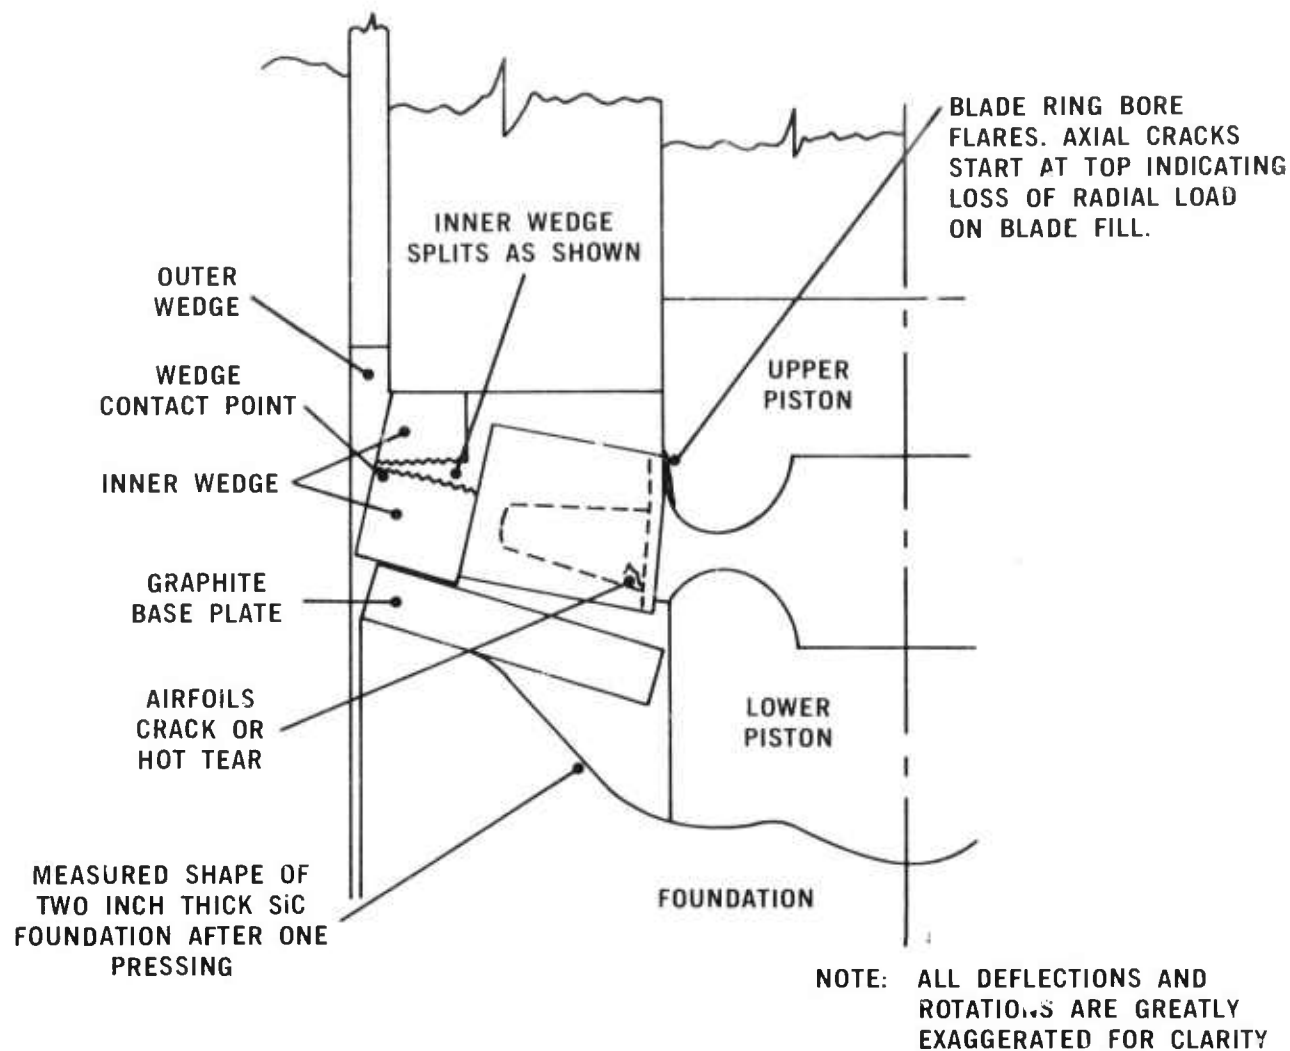 BLADE RING BORE
FLARES. AXIAL CRACKS
START AT TOP INDICATING
LOSS OF RADIAL LOAD
ON BLADE FILL.
INNER WEDGE
SPLITS AS SHOWN
OUTER
WEDGE
WEDGE
CONTACT POINT
UPPER
PISTON
INNER WEDGE
GRAPHITE
BASE PLATE
AIRFOILS
CRACK OR
HOT TEAR
LOWER
PISTON
MEASURED SHAPE OF
TWO INCH THICK SiC
FOUNDATION AFTER ONE
PRESSING
FOUNDATION
NOTE: ALL DEFLECTIONS AND
ROTATIONS ARE GREATLY
EXAGGERATED FOR CLARITY